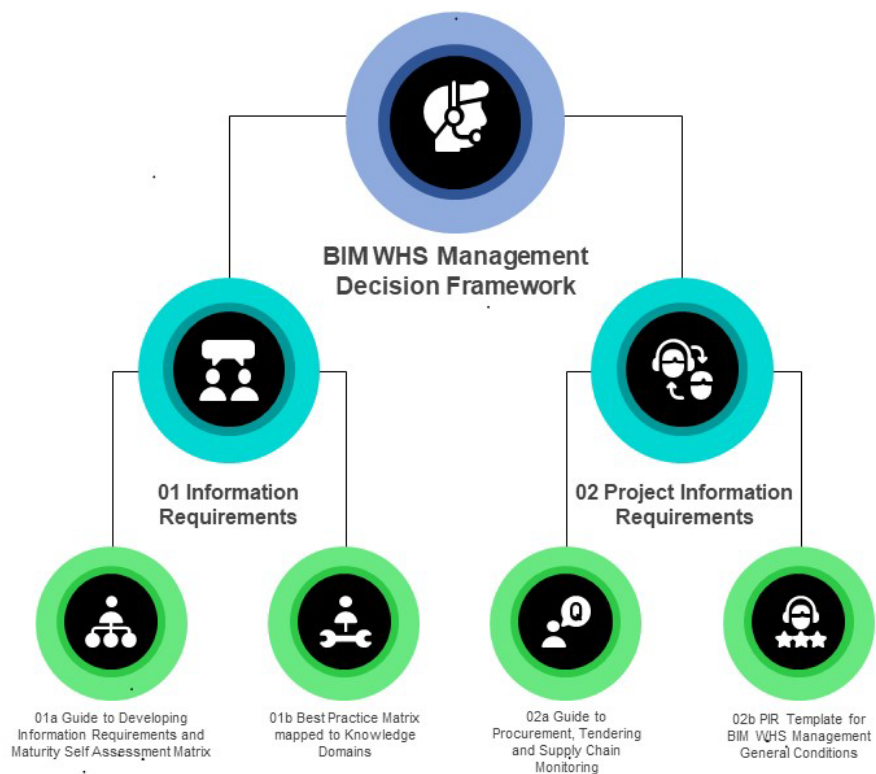 BIM WHS Management
Decision Framework
01 Information
Requirements
02 Project Information
Requirements
Q
01a Guide to Developing
Information Requirements and
Maturity Self Assessment Matrix
01b Best Practice Matrix
mapped to Knowledge
Domains
02a Guide to
Procurement, Tendering
and Supply Chain
Monitoring
02b PIR Template for
BIM WHS Management
General Conditions